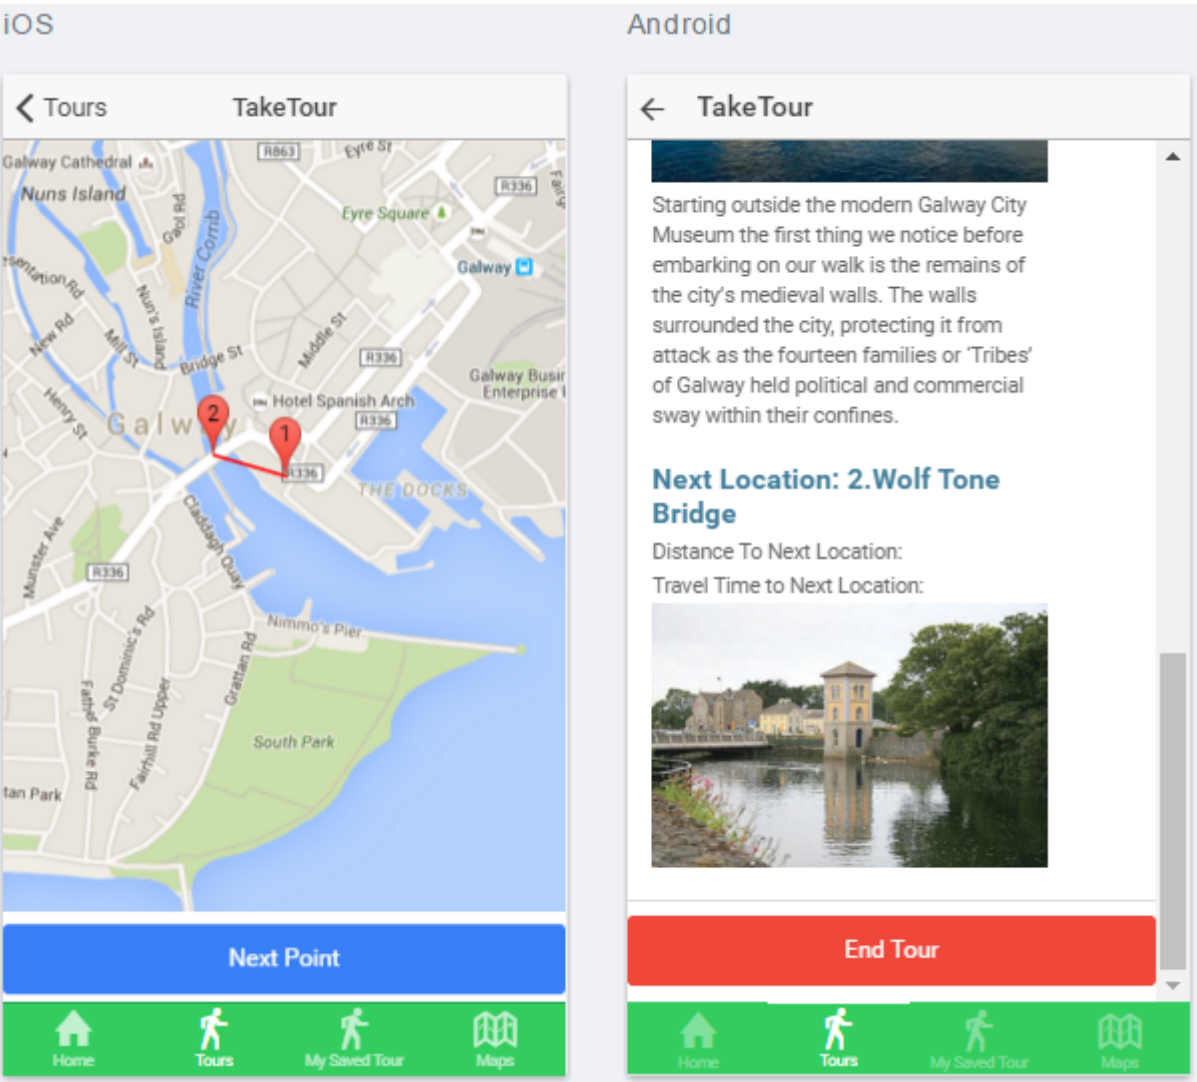 iOS
Android
Tours
TakeTour
Galway Cathedral
Nuns Island
R863
Eyre St
R336
Eyre Square
Gaol Rd
River Corrib
Galway
New Rd
Mill St
Nun's Island
Bridge St
Middle St
R336
Galway Busi
Enterprise
Henry St
Hotel Spanish Arch
Galway
2
1
R336
R336
THE DOCKS
Claddagh Quay
Munster Ave
R336
Nimmo's Pier
St Dominic's Rd
Grattan Rd
Father Burke Rd
Fairhill Rd Upper
South Park
tan Park
Next Point
Home
Tours
My Saved Tour
Maps
TakeTour
Starting outside the modern Galway City
Museum the first thing we notice before
embarking on our walk is the remains of
the city's medieval walls. The walls
surrounded the city, protecting it from
attack as the fourteen families or ‘Tribes’
of Galway held political and commercial
sway within their confines.
Next Location: 2.Wolf Tone
Bridge
Distance To Next Location:
Travel Time to Next Location:
End Tour
Home
Tours
My Saved Tour
Maps